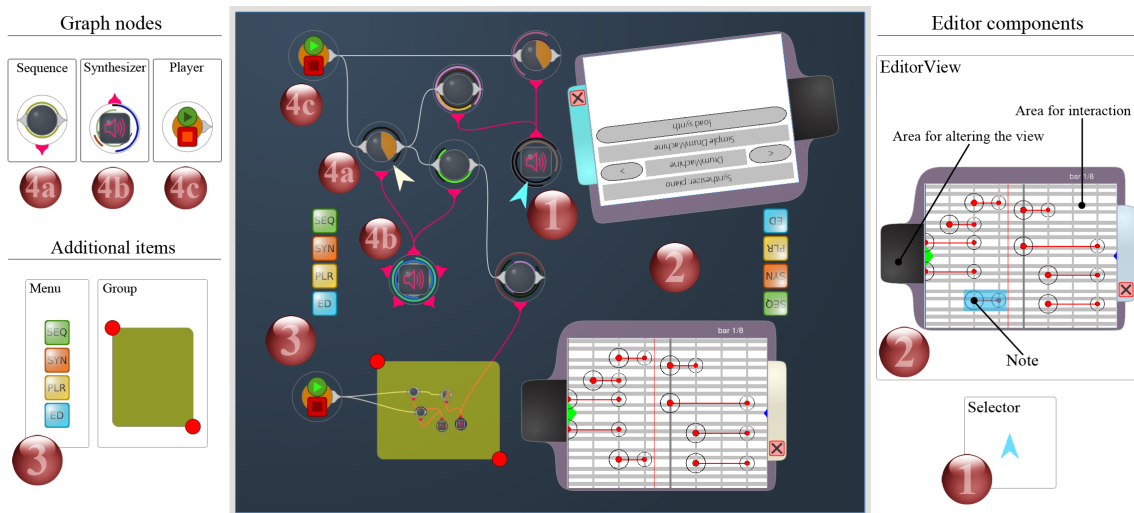 Graph nodes
Sequence
Synthesizer
Player
4a
4b
4c
Additional items
Menu
Group
SEQ
SYN
PLR
ED
3
4c
4a
4b
SEQ
SYN
PLR
ED
3
1
load synth
Simple DrumMachine
<
DrumMachine
>
Synthesizer piano
2
ED
PLR
SYN
SEQ
bar 1/8
Editor components
EditorView
Area for interaction
Area for altering the view
bar 1/8
2
Note
Selector
1